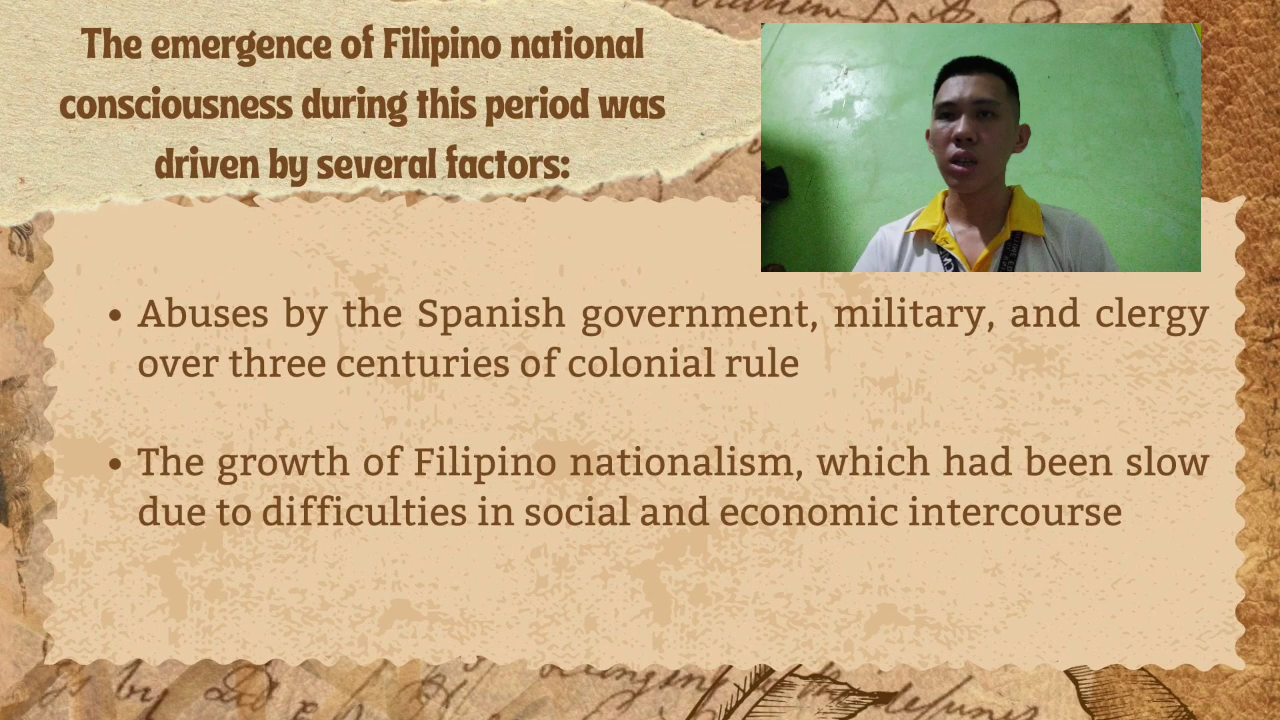 The emergence of Filipino national
consciousness during this period was
driven by several factors:
• Abuses by the Spanish government, military, and clergy
over three centuries of colonial rule
• The growth of Filipino nationalism, which had been slow
due to difficulties in social and economic intercourse